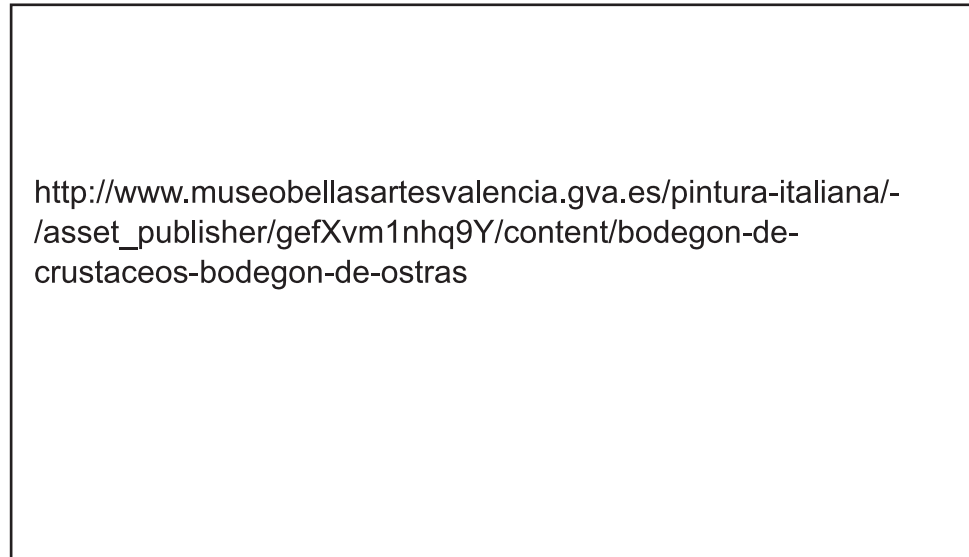 http://www.museobellasartesvalencia.gva.es/pintura-italiana/-
/asset_publisher/gefXvm1nhq9Y/content/bodegon-de-
crustaceos-bodegon-de-ostras